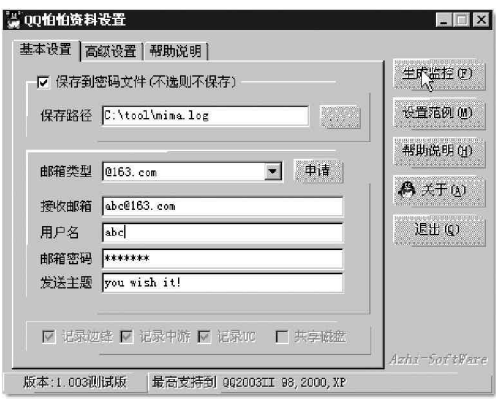 QQ怕怕资料设置
基本设置 高级设置 帮助说明
保存到密码文件(不选则不保存)
保存路径 C:\tool\mima.log
邮箱类型 @163.com 申请
接收邮箱 abc@163.com
用户名 abc
邮箱密码 *******
发送主题 you wish it!
记录边锋 记录中游 记录UC 共享磁盘
生成监控(P)
设置范例(M)
帮助说明(H)
关于(A)
退出(Q)
Azhi-SoftWare
版本:1.003测试版 最高支持到 QQ2003II 98,2000,XP